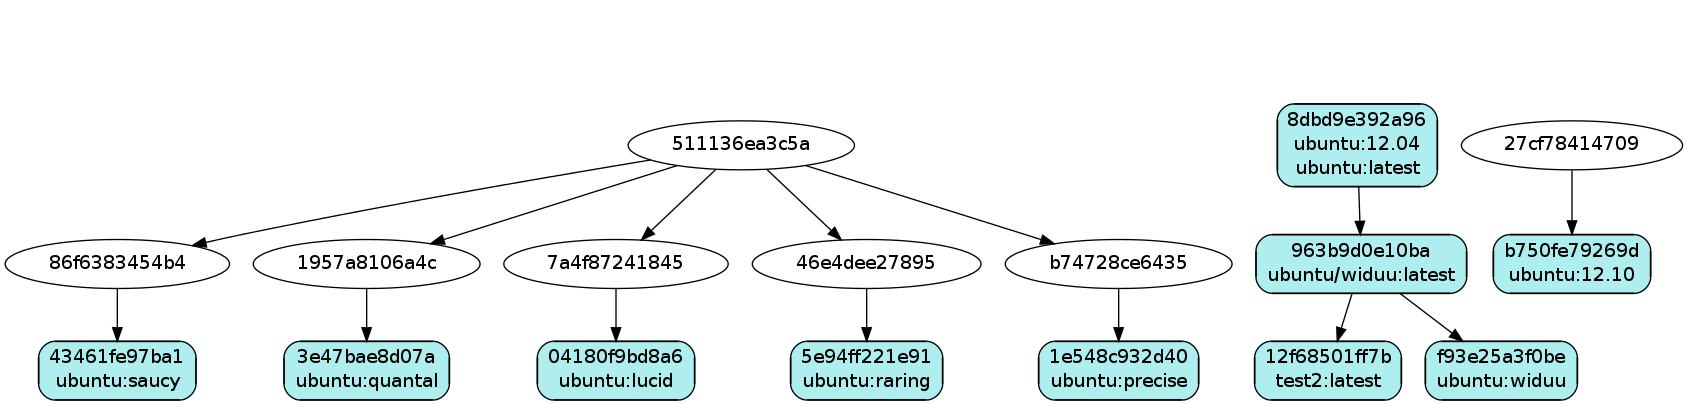 8dbd9e392a96
ubuntu:12.04
ubuntu:latest
511136ea3c5a
27cf78414709
86f6383454b4
1957a8106a4c
7a4f87241845
46e4dee27895
b74728ce6435
963b9d0e10ba
ubuntu/widuu:latest
b750fe79269d
ubuntu:12.10
43461fe97ba1
ubuntu:saucy
3e47bae8d07a
ubuntu:quantal
04180f9bd8a6
ubuntu:lucid
5e94ff221e91
ubuntu:raring
1e548c932d40
ubuntu:precise
12f68501ff7b
test2:latest
f93e25a3f0be
ubuntu:widuu